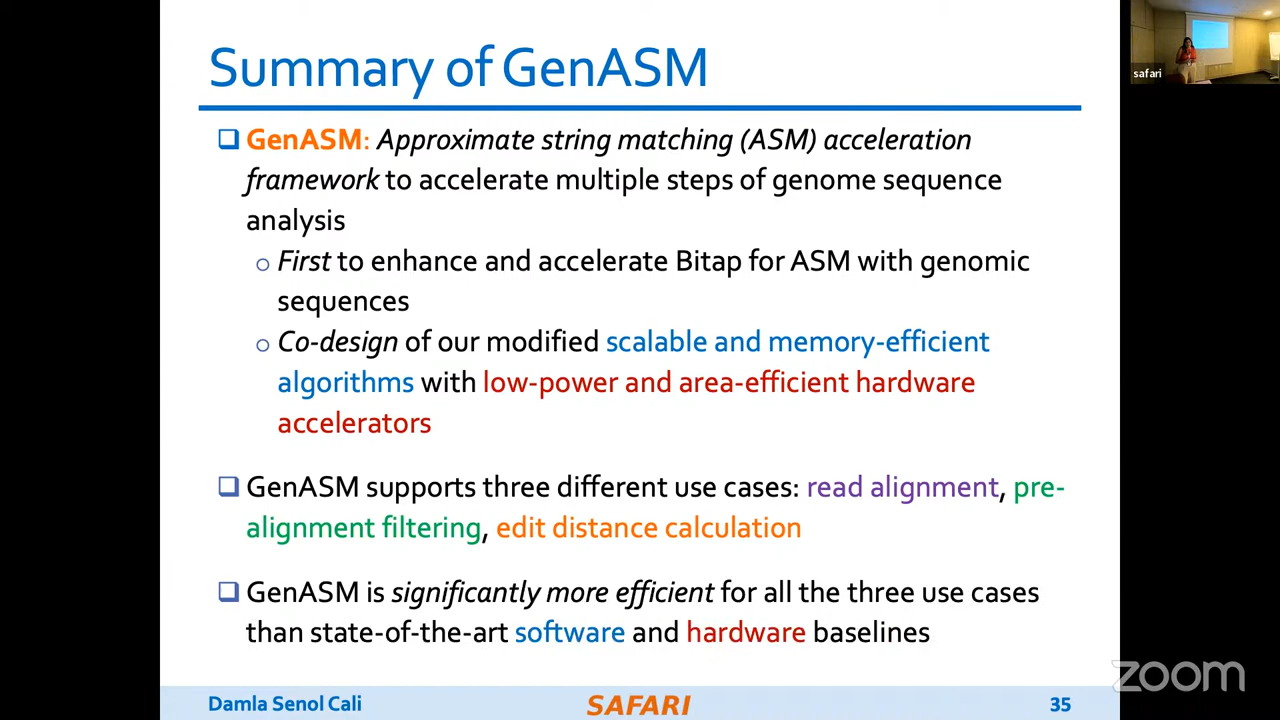 Summary of GenASM
safari
❑ GenASM: Approximate string matching (ASM) acceleration
framework to accelerate multiple steps of genome sequence
analysis
o First to enhance and accelerate Bitap for ASM with genomic
sequences
o Co-design of our modified scalable and memory-efficient
algorithms with low-power and area-efficient hardware
accelerators
❑ GenASM supports three different use cases: read alignment, pre-
alignment filtering, edit distance calculation
❑ GenASM is significantly more efficient for all the three use cases
than state-of-the-art software and hardware baselines
zoom
Damla Senol Cali SAFARI 35